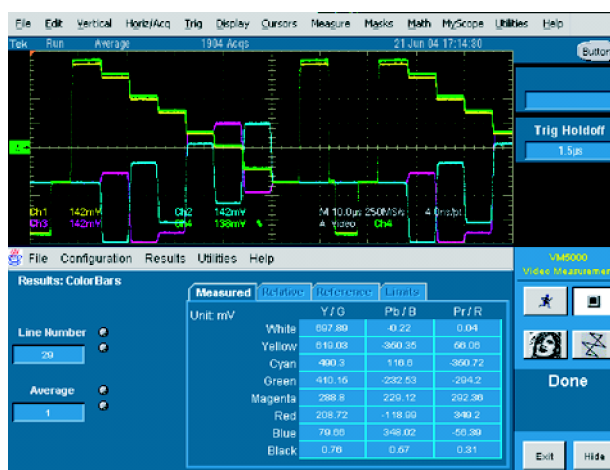 File Edit Vertical Horiz/Acq Trig Display Cursors Measure Masks Math MyScope Utilities Help
Tek Run Average 1904 Acqs 21 Jun 04 17:14:80
Button
Trig Holdoff
1.5µs
Ch1 142mV Ch2 142mV M 10.0µs 250MS/s 4.0ns/pt
Ch3 142mV Ch4 138mV A Video Ch4
File Configuration Results Utilities Help
VM5000
Video Measurement
Results: ColorBars
Measured Relative Reference Limits
Unit: mV Y/G Pb/B Pr/R
White 697.89 -0.22 0.04
Line Number
Yellow 619.03 -350.35 56.06
29
Cyan 490.3 116.6 -350.72
Green 410.16 -232.53 -294.2
Done
Average
Magenta 288.8 229.12 292.36
1
Red 208.72 -118.99 349.2
Blue 79.66 348.02 -56.39
Black 0.76 0.67 0.31
Exit Hide